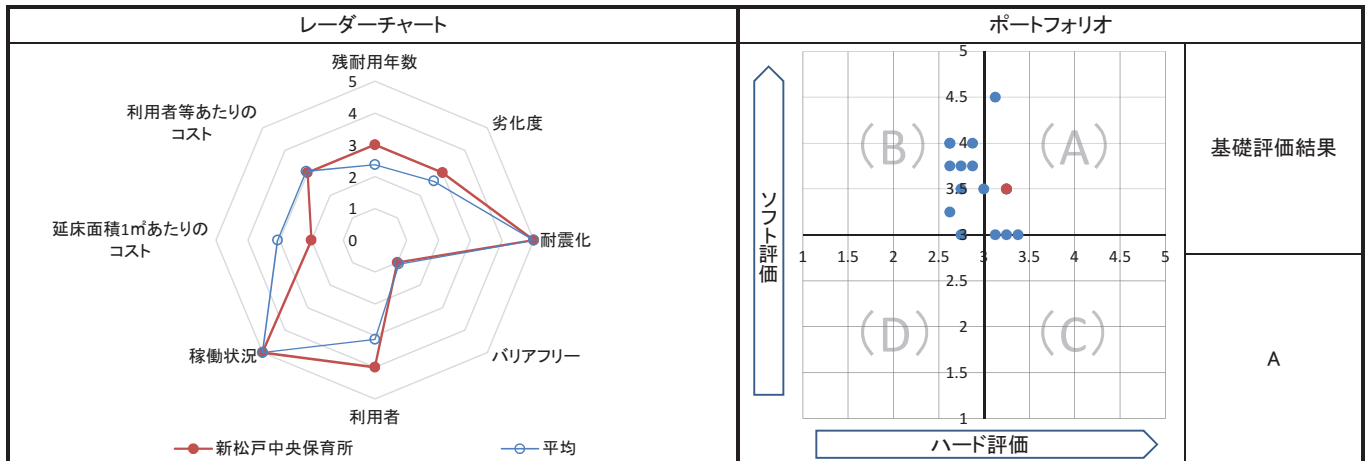 レーダーチャート
残耐用年数
5
4
3
2
1
0
利用者等あたりの
コスト
劣化度
延床面積1㎡あたりの
コスト
耐震化
稼働状況
バリアフリー
利用者
新松戸中央保育所
平均
ポートフォリオ
ソフト評価
5
4.5
4
3.5
3
2.5
2
1.5
1
(B)
(A)
(D)
(C)
1
1.5
2
2.5
3
3.5
4
4.5
5
ハード評価
基礎評価結果
A